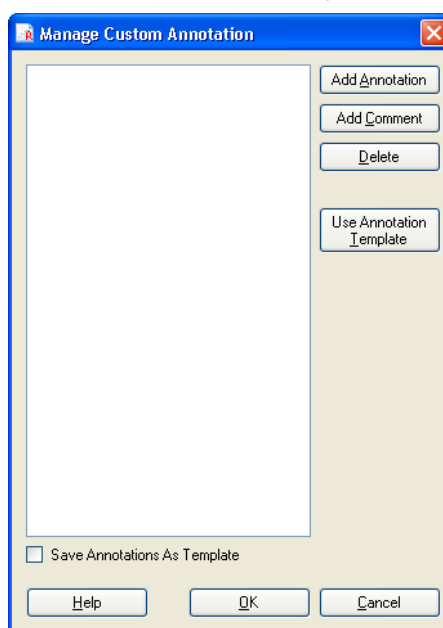 Manage Custom Annotation
Add Annotation
Add Comment
Delete
Use Annotation
Template
Save Annotations As Template
Help
OK
Cancel